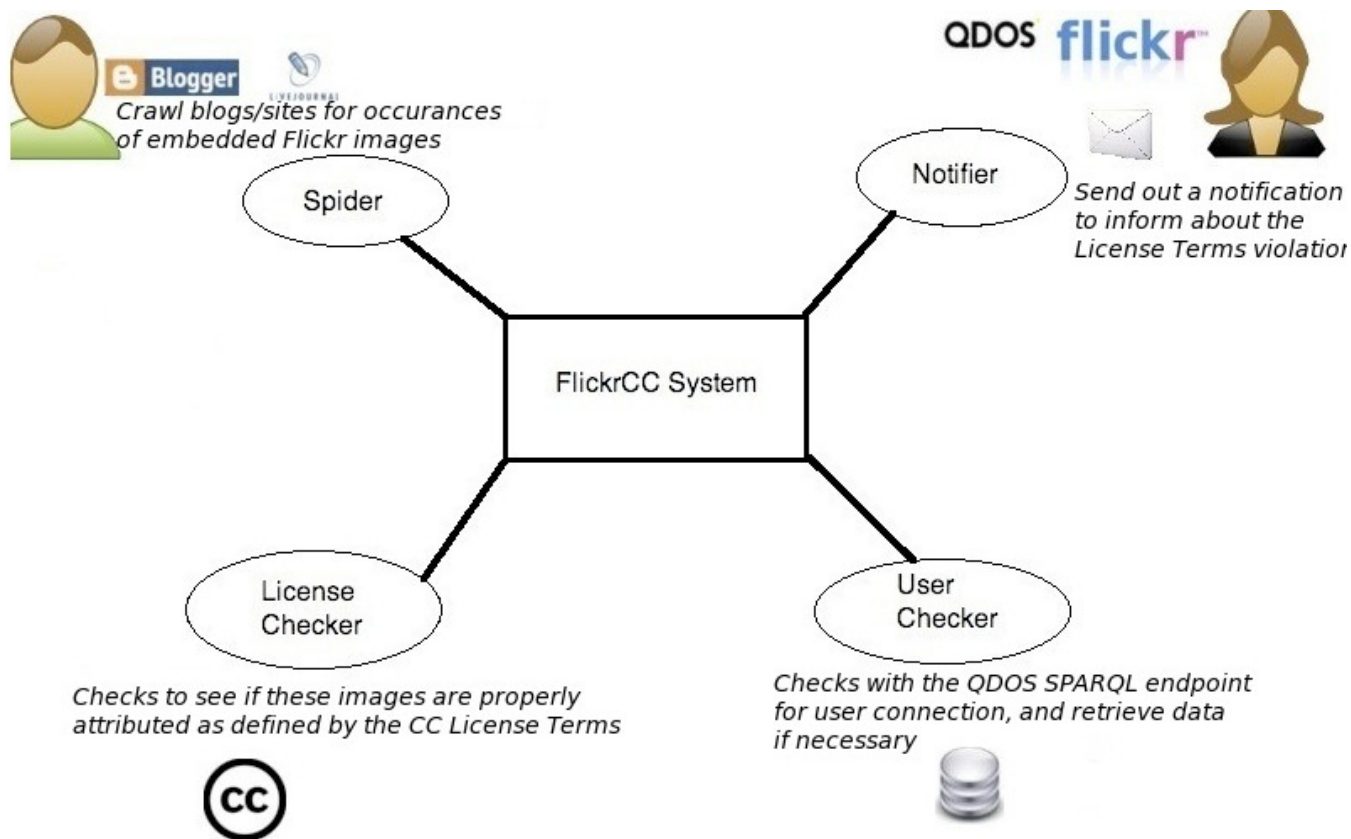 QDOS flickr™
Blogger
LIVEJOURNAL
Crawl blogs/sites for occurances
of embedded Flickr images
Spider
Notifier
Send out a notification
to inform about the
License Terms violation
FlickrCC System
License
Checker
User
Checker
Checks to see if these images are properly
attributed as defined by the CC License Terms
Checks with the QDOS SPARQL endpoint
for user connection, and retrieve data
if necessary
cc